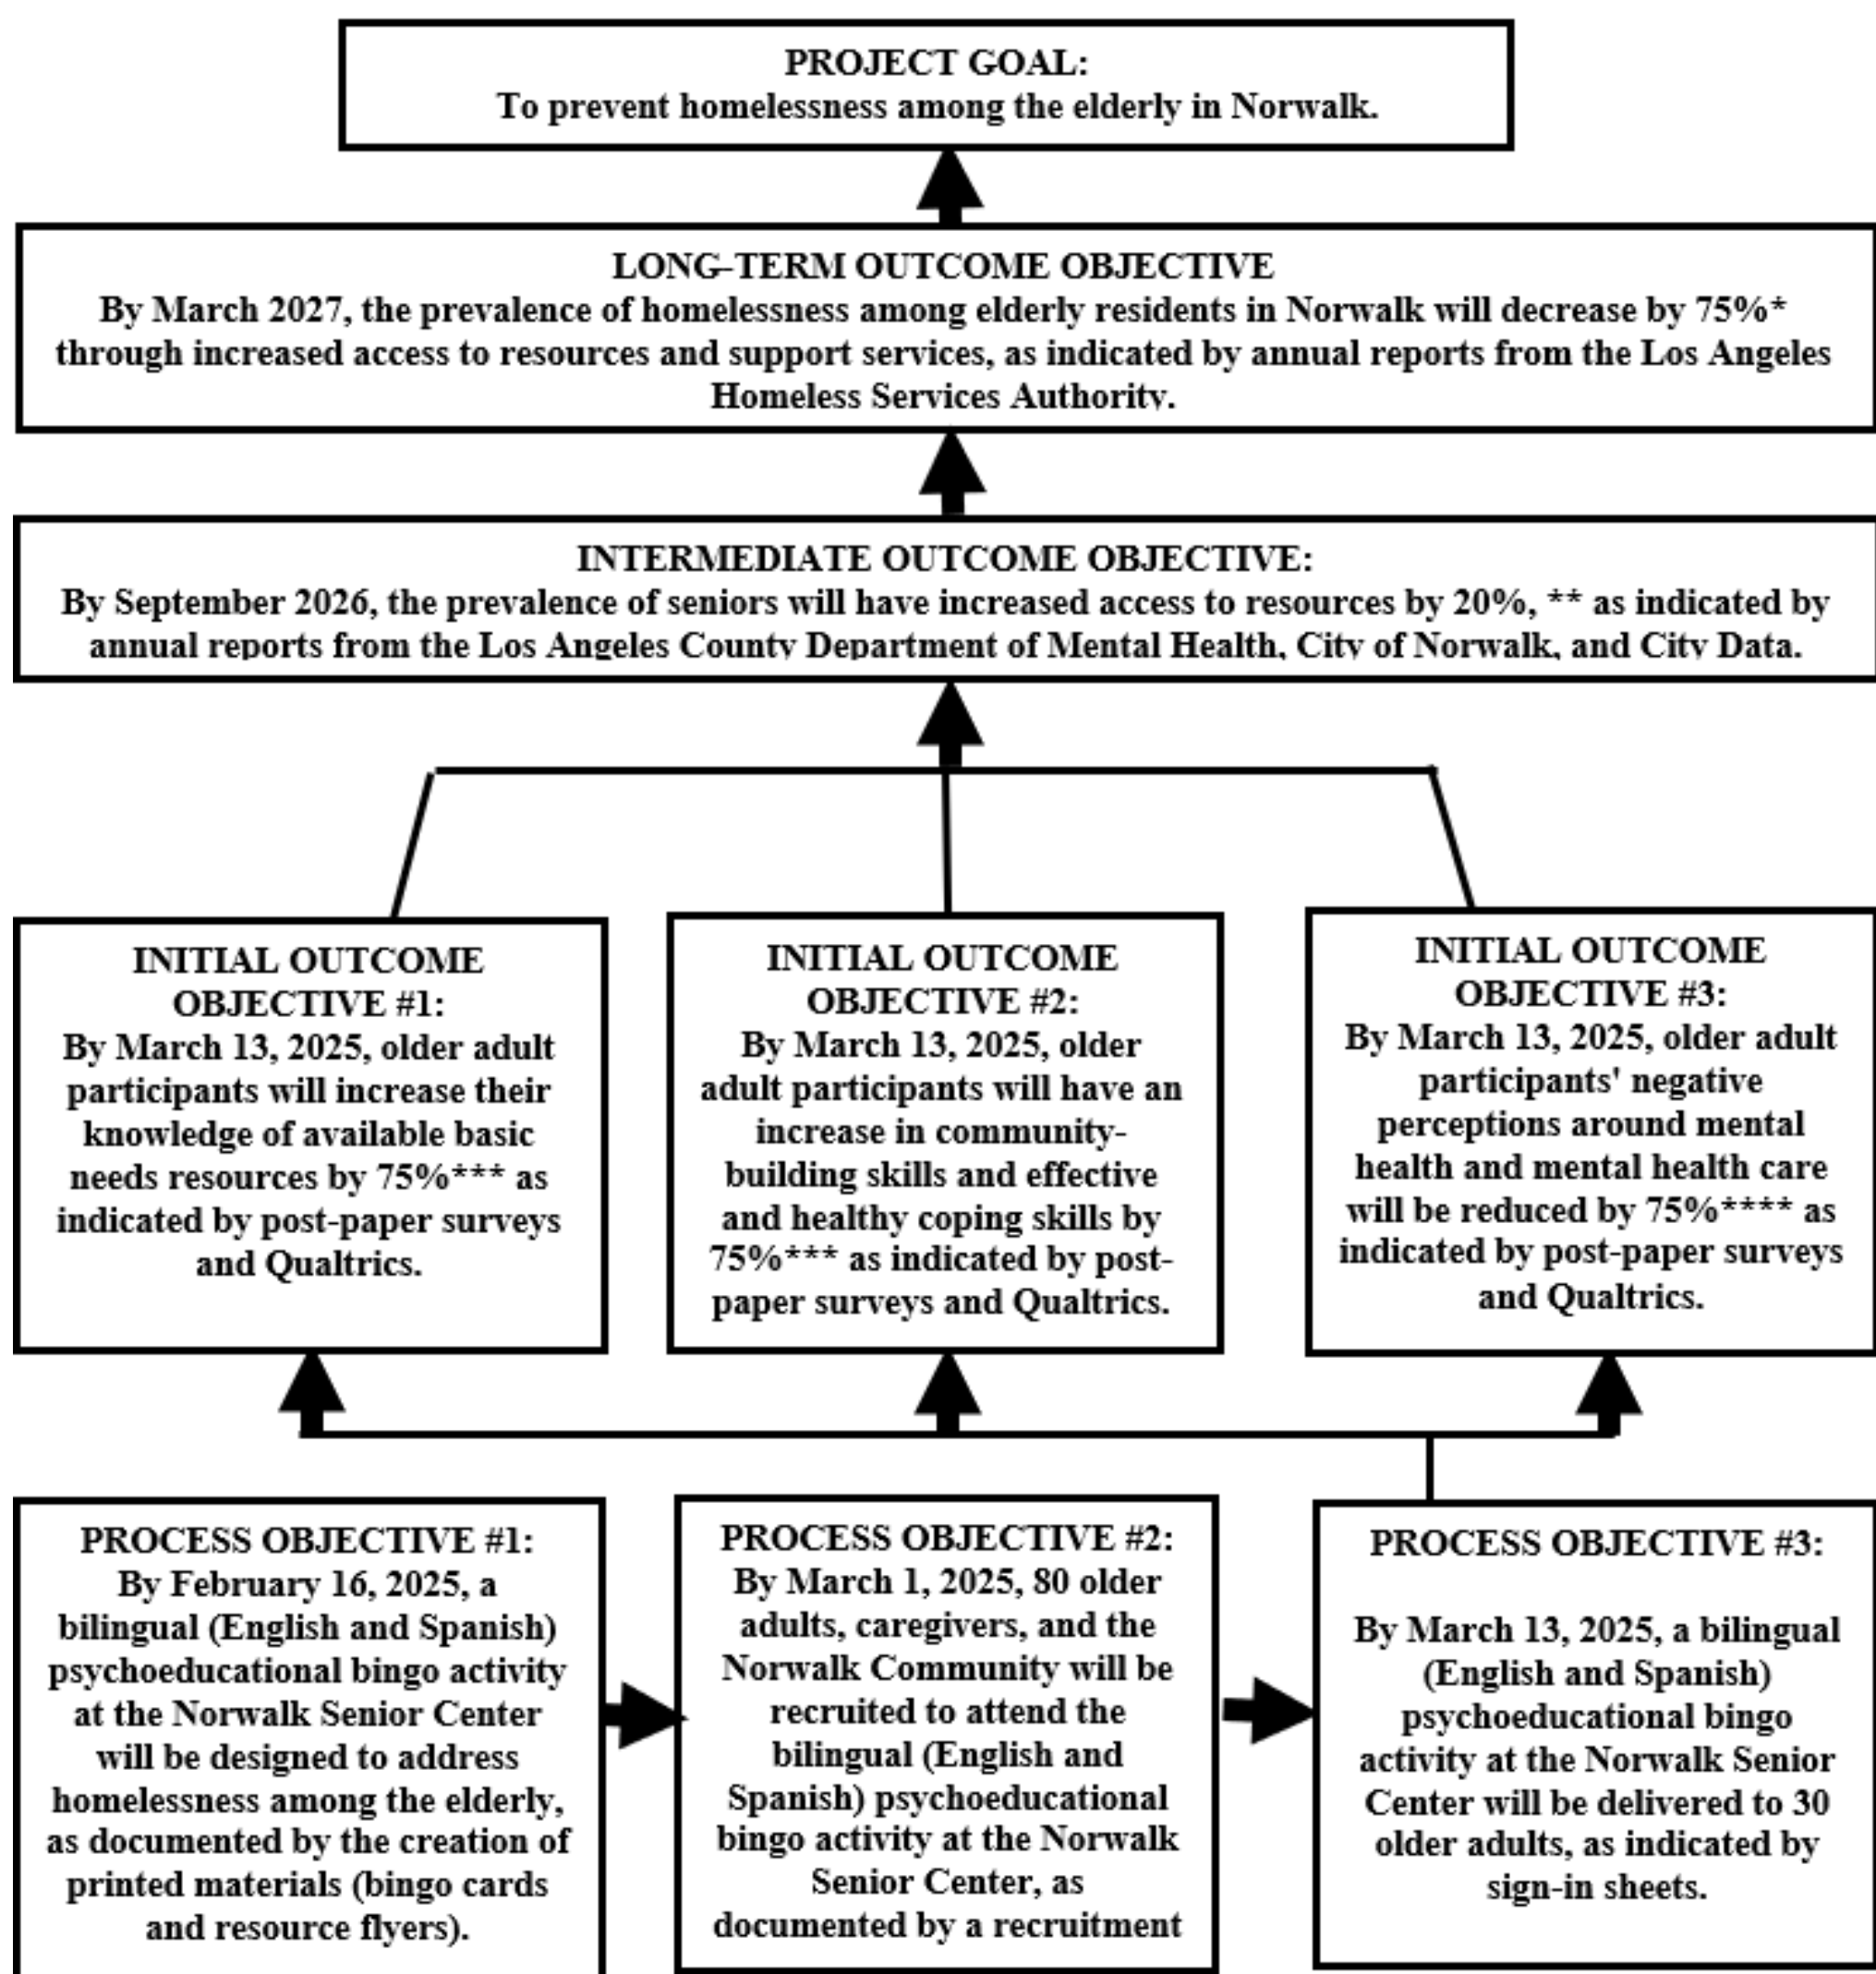 PROJECT GOAL:
To prevent homelessness among the elderly in Norwalk.
LONG-TERM OUTCOME OBJECTIVE
By March 2027, the prevalence of homelessness among elderly residents in Norwalk will decrease by 75%*
through increased access to resources and support services, as indicated by annual reports from the Los Angeles
Homeless Services Authority.
INTERMEDIATE OUTCOME OBJECTIVE:
By September 2026, the prevalence of seniors will have increased access to resources by 20%, ** as indicated by
annual reports from the Los Angeles County Department of Mental Health, City of Norwalk, and City Data.
INITIAL OUTCOME
OBJECTIVE #1:
By March 13, 2025, older adult
participants will increase their
knowledge of available basic
needs resources by 75%*** as
indicated by post-paper surveys
and Qualtrics.
INITIAL OUTCOME
OBJECTIVE #2:
By March 13, 2025, older
adult participants will have an
increase in community-
building skills and effective
and healthy coping skills by
75%*** as indicated by post-
paper surveys and Qualtrics.
INITIAL OUTCOME
OBJECTIVE #3:
By March 13, 2025, older adult
participants' negative
perceptions around mental
health and mental health care
will be reduced by 75%**** as
indicated by post-paper surveys
and Qualtrics.
PROCESS OBJECTIVE #1:
By February 16, 2025, a
bilingual (English and Spanish)
psychoeducational bingo activity
at the Norwalk Senior Center
will be designed to address
homelessness among the elderly,
as documented by the creation of
printed materials (bingo cards
and resource flyers).
PROCESS OBJECTIVE #2:
By March 1, 2025, 80 older
adults, caregivers, and the
Norwalk Community will be
recruited to attend the
bilingual (English and
Spanish) psychoeducational
bingo activity at the Norwalk
Senior Center, as
documented by a recruitment
PROCESS OBJECTIVE #3:
By March 13, 2025, a bilingual
(English and Spanish)
psychoeducational bingo
activity at the Norwalk Senior
Center will be delivered to 30
older adults, as indicated by
sign-in sheets.